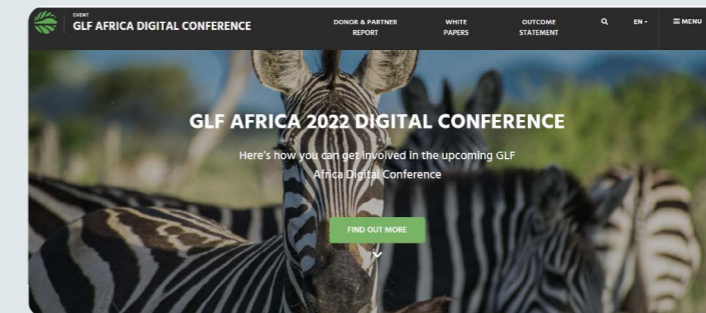 EVENT
GLF AFRICA DIGITAL CONFERENCE
DONOR & PARTNER
REPORT
WHITE
PAPERS
OUTCOME
STATEMENT
EN
MENU
GLF AFRICA 2022 DIGITAL CONFERENCE
Here's how you can get involved in the upcoming GLF
Africa Digital Conference
FIND OUT MORE